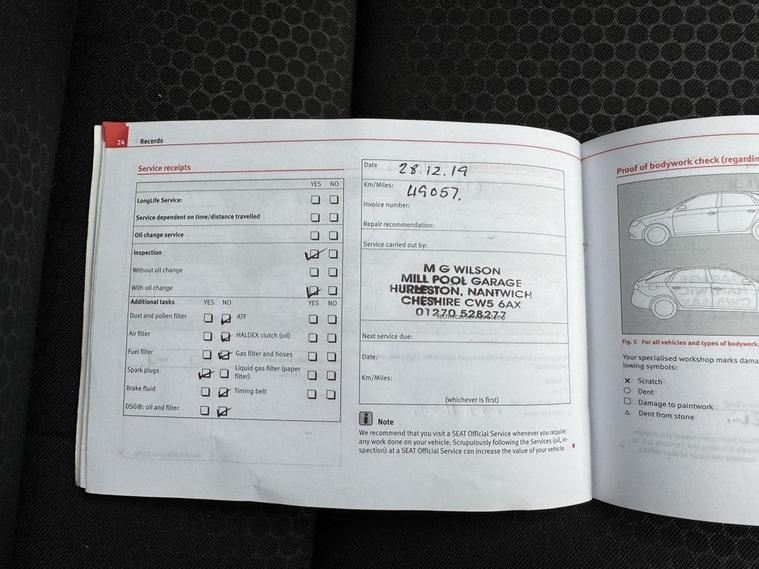 24 Records
Service receipts
YES NO
LongLife Service:
Service dependent on time/distance travelled
Oil change service
Inspection
Without oil change
With oil change
Additional tasks YES NO YES NO
Dust and pollen filter ATF
Air filter HALDEX clutch (oil)
Fuel filter Gas filter and hoses
Spark plugs Liquid gas filter (paper filter)
Brake fluid Timing belt
DSG®: oil and filter
Date 28.12.19
Km/Miles: 49057.
Invoice number:
Repair recommendation:
Service carried out by:
M G WILSON
MILL POOL GARAGE
HURLESTON, NANTWICH
CHESHIRE CW5 6AX
01270 528277
Next service due:
Date:
Km/Miles:
(whichever is first)
i Note
We recommend that you visit a SEAT Official Service whenever you require
any work done on your vehicle. Scrupulously following the Services (oil, in-
spection) at a SEAT Official Service can increase the value of your vehicle.
Proof of bodywork check (regardin
Fig. 5 For all vehicles and types of bodywork.
Your specialised workshop marks dama
lowing symbols:
× Scratch
○ Dent
□ Damage to paintwork
△ Dent from stone